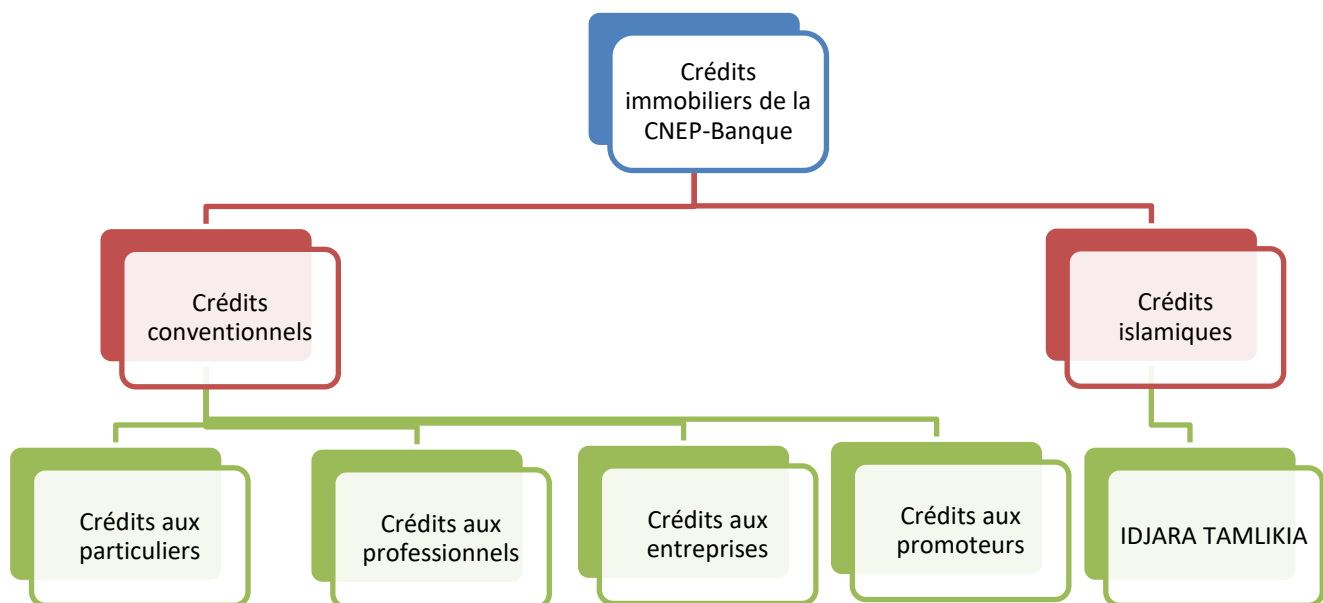 Crédits
immobiliers de la
CNEP-Banque
Crédits
conventionnels
Crédits
islamiques
Crédits aux
particuliers
Crédits aux
professionnels
Crédits aux
entreprises
Crédits aux
promoteurs
IDJARA TAMLIKIA